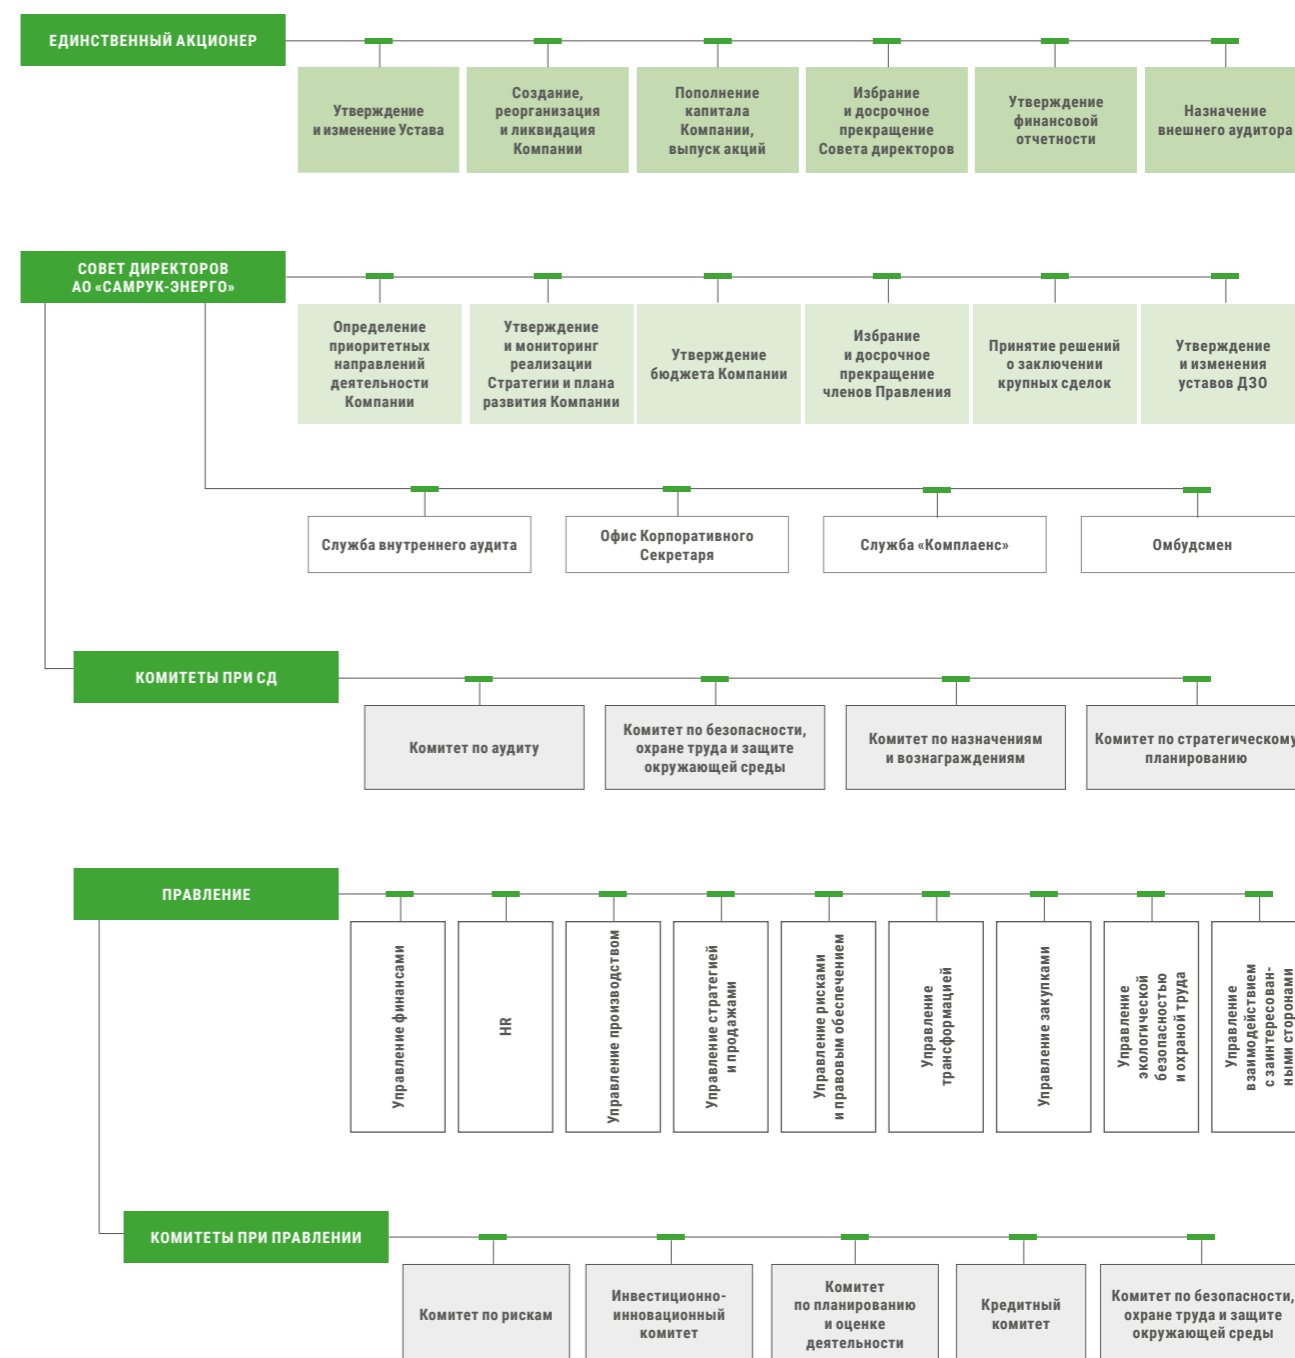 ЕДИНСТВЕННЫЙ АКЦИОНЕР
Утверждение
и изменение Устава
Создание,
реорганизация
и ликвидация
Компании
Пополнение
капитала
Компании,
выпуск акций
Избрание
и досрочное
прекращение
Совета директоров
Утверждение
финансовой
отчетности
Назначение
внешнего аудитора
СОВЕТ ДИРЕКТОРОВ
АО «САМРУК-ЭНЕРГО»
Определение
приоритетных
направлений
деятельности
Компании
Утверждение
и мониторинг
реализации
Стратегии и плана
развития Компании
Утверждение
бюджета Компании
Избрание
и досрочное
прекращение
членов Правления
Принятие решений
о заключении
крупных сделок
Утверждение
и изменения
уставов ДЗО
Служба внутреннего аудита
Офис Корпоративного
Секретаря
Служба «Комплаенс»
Омбудсмен
КОМИТЕТЫ ПРИ СД
Комитет по аудиту
Комитет по безопасности,
охране труда и защите
окружающей среды
Комитет по назначениям
и вознаграждениям
Комитет по стратегическому
планированию
ПРАВЛЕНИЕ
Управление финансами
HR
Управление производством
Управление стратегией
и продажами
Управление рисками
и правовым обеспечением
Управление
трансформацией
Управление закупками
Управление
экологической
безопасностью
и охраной труда
Управление
взаимодействием
с заинтересован-
ными сторонами
КОМИТЕТЫ ПРИ ПРАВЛЕНИИ
Комитет по рискам
Инвестиционно-
инновационный
комитет
Комитет
по планированию
и оценке
деятельности
Кредитный
комитет
Комитет по безопасности,
охране труда и защите
окружающей среды